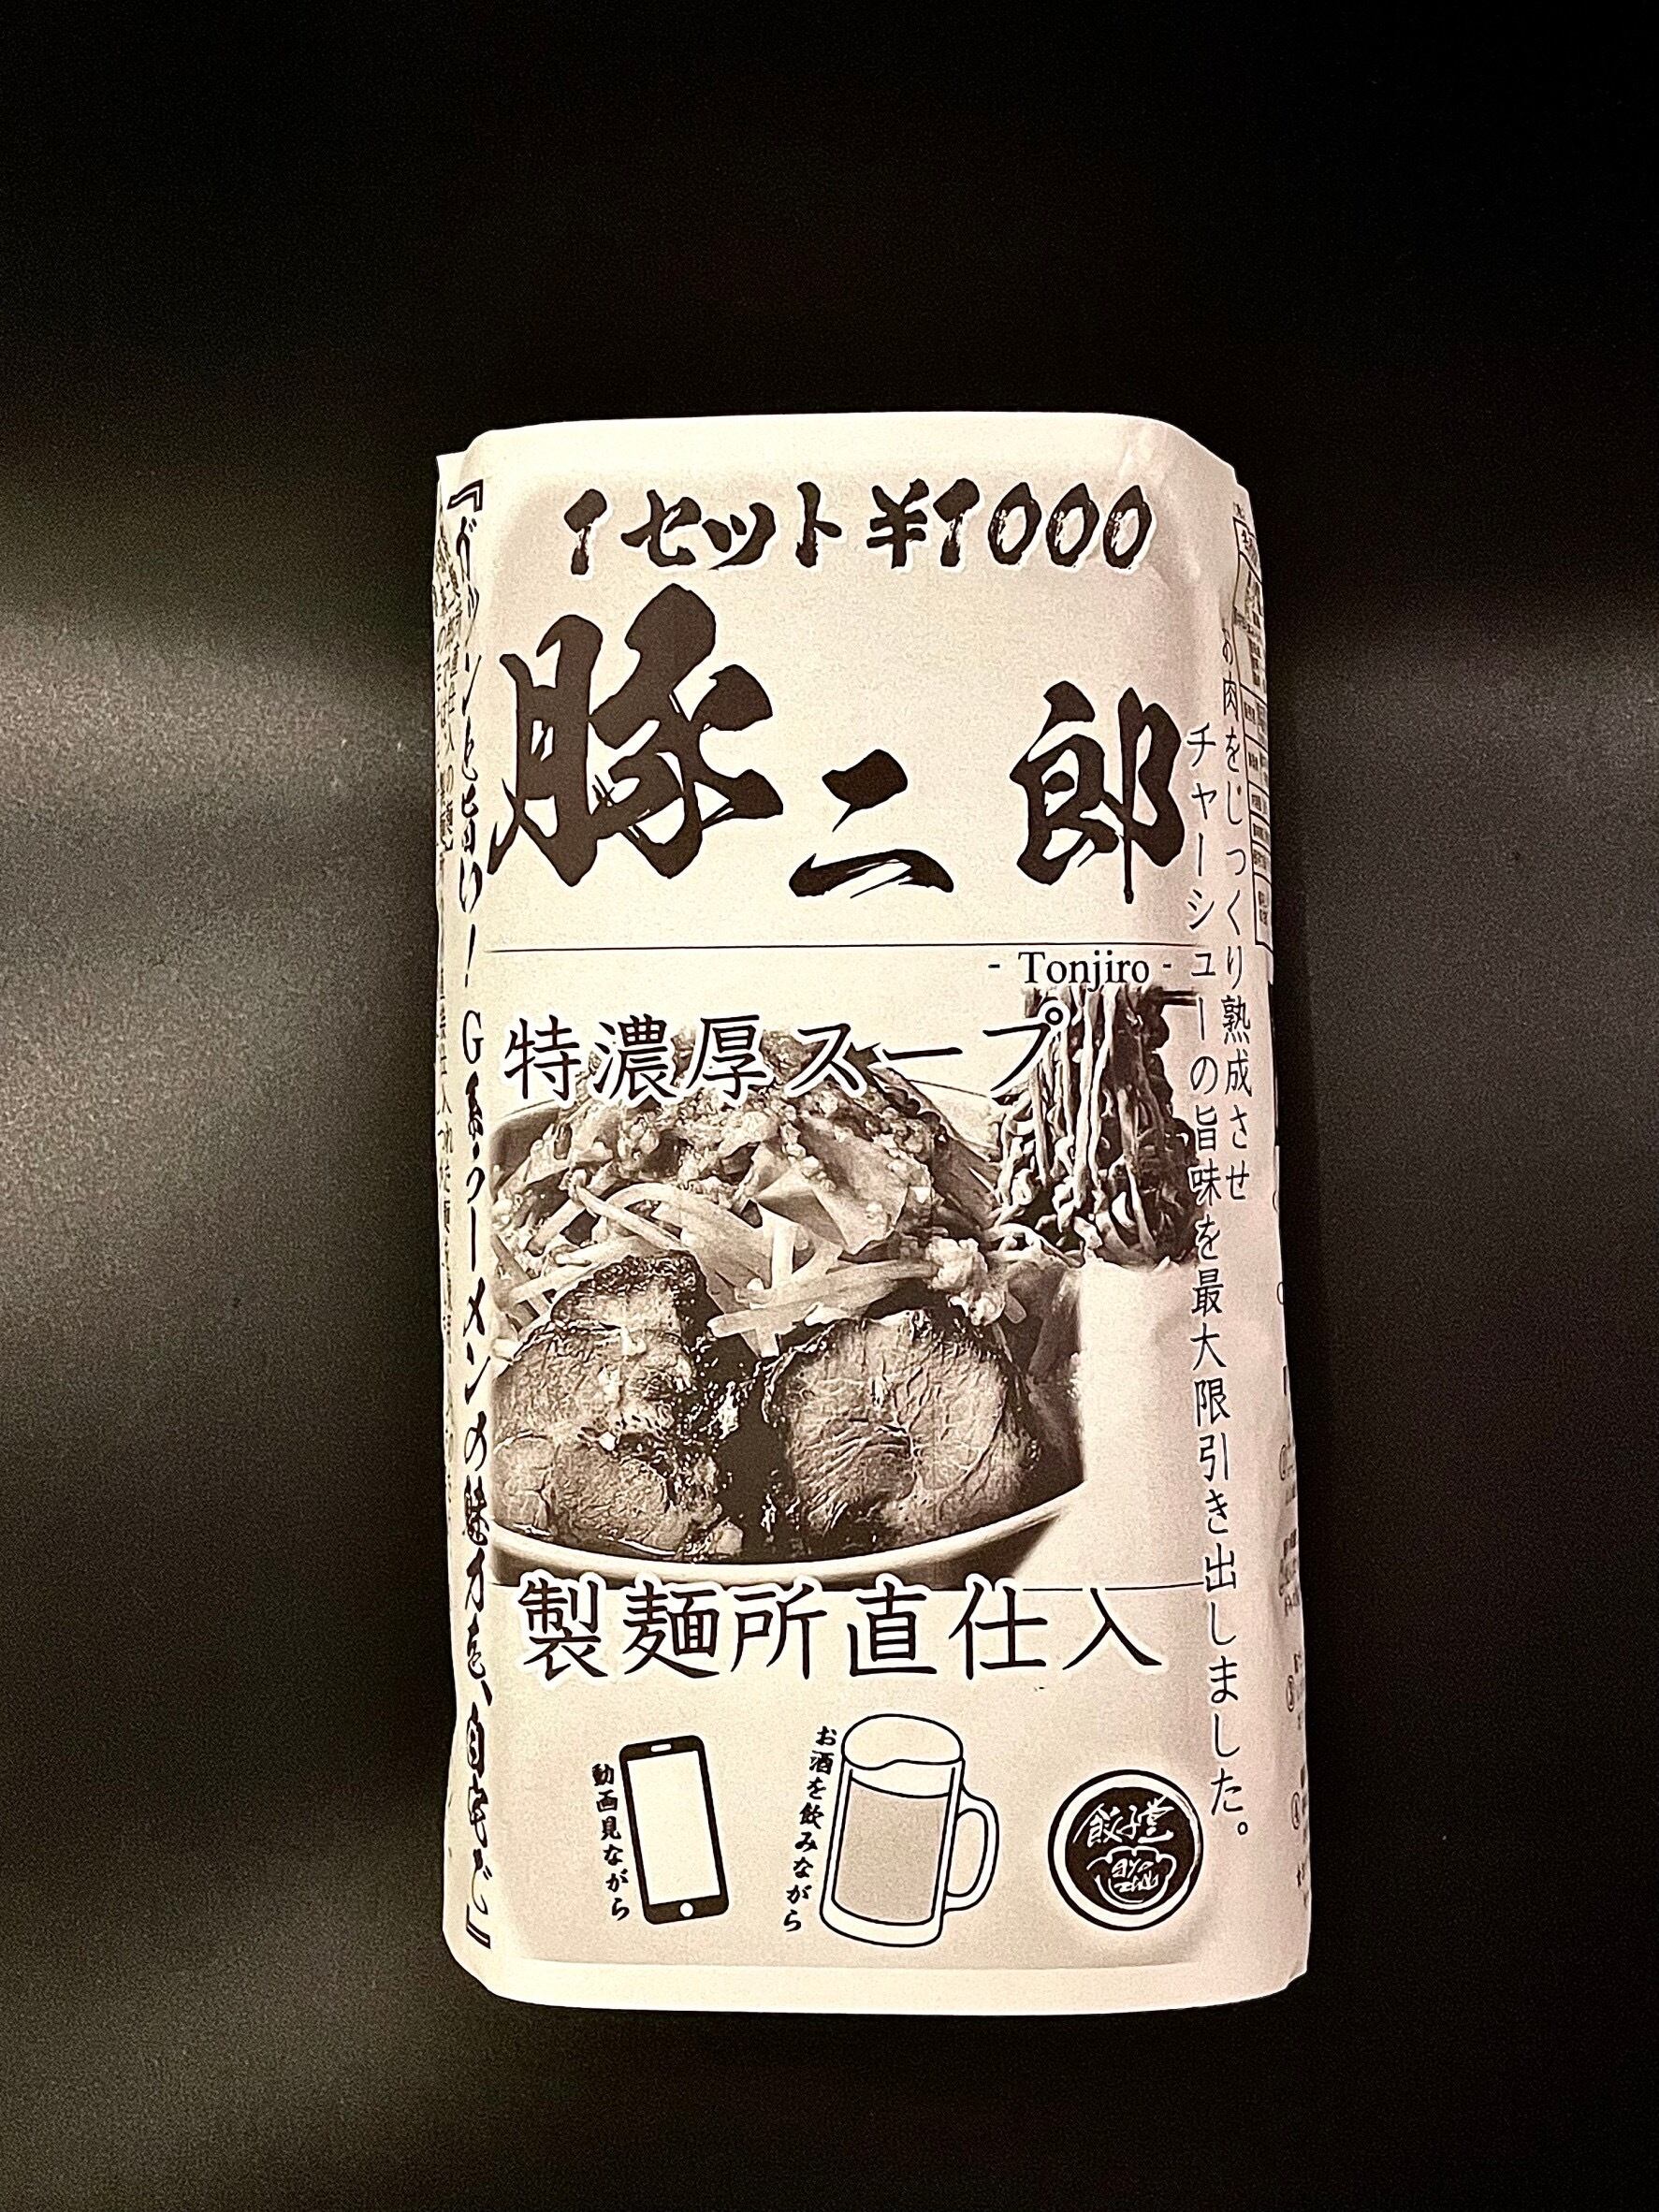 1セット¥1000
豚二郎
- Tonjiro -
特濃厚スープ
お肉をじっくり熟成させ
チャーシューの旨味を最大限引き出しました。
『ガツンと旨い！G系ラーメンの魅力を、自宅で』
製麺所直仕入
動画見ながら
お酒を飲みながら
餃子堂